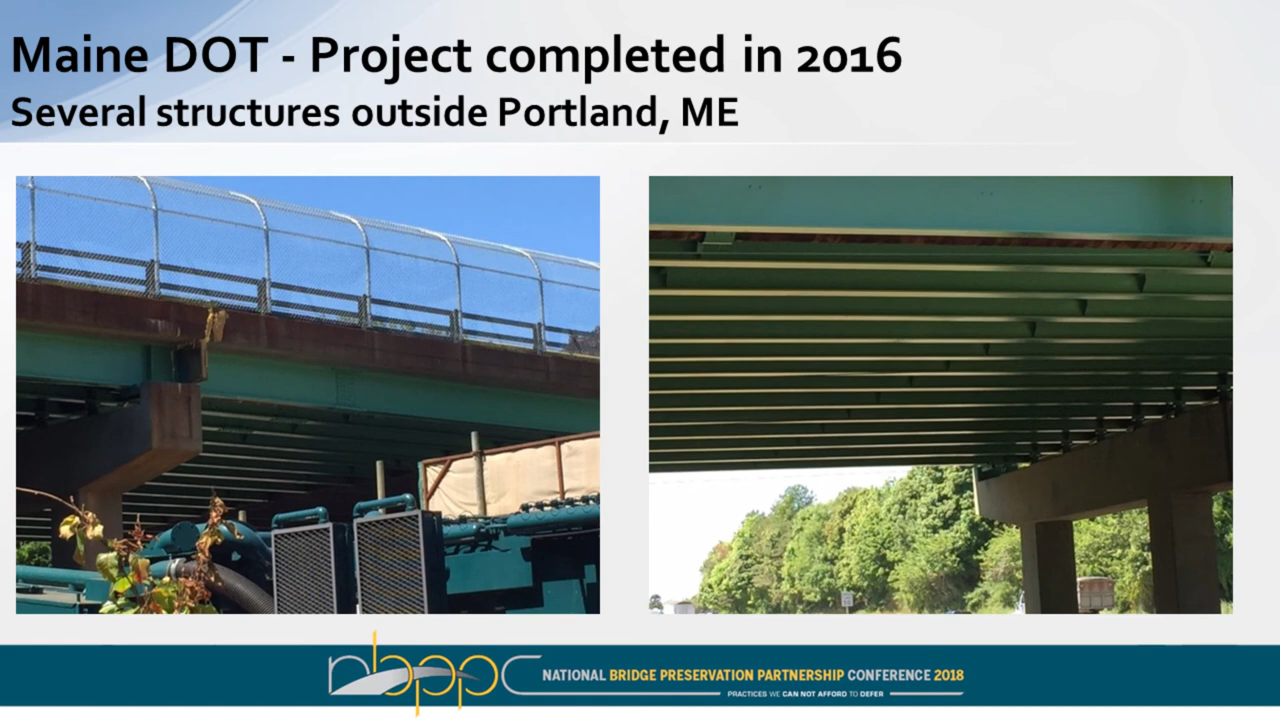 Maine DOT - Project completed in 2016
Several structures outside Portland, ME
nbppc
NATIONAL BRIDGE PRESERVATION PARTNERSHIP CONFERENCE 2018
PRACTICES WE CAN NOT AFFORD TO DEFER